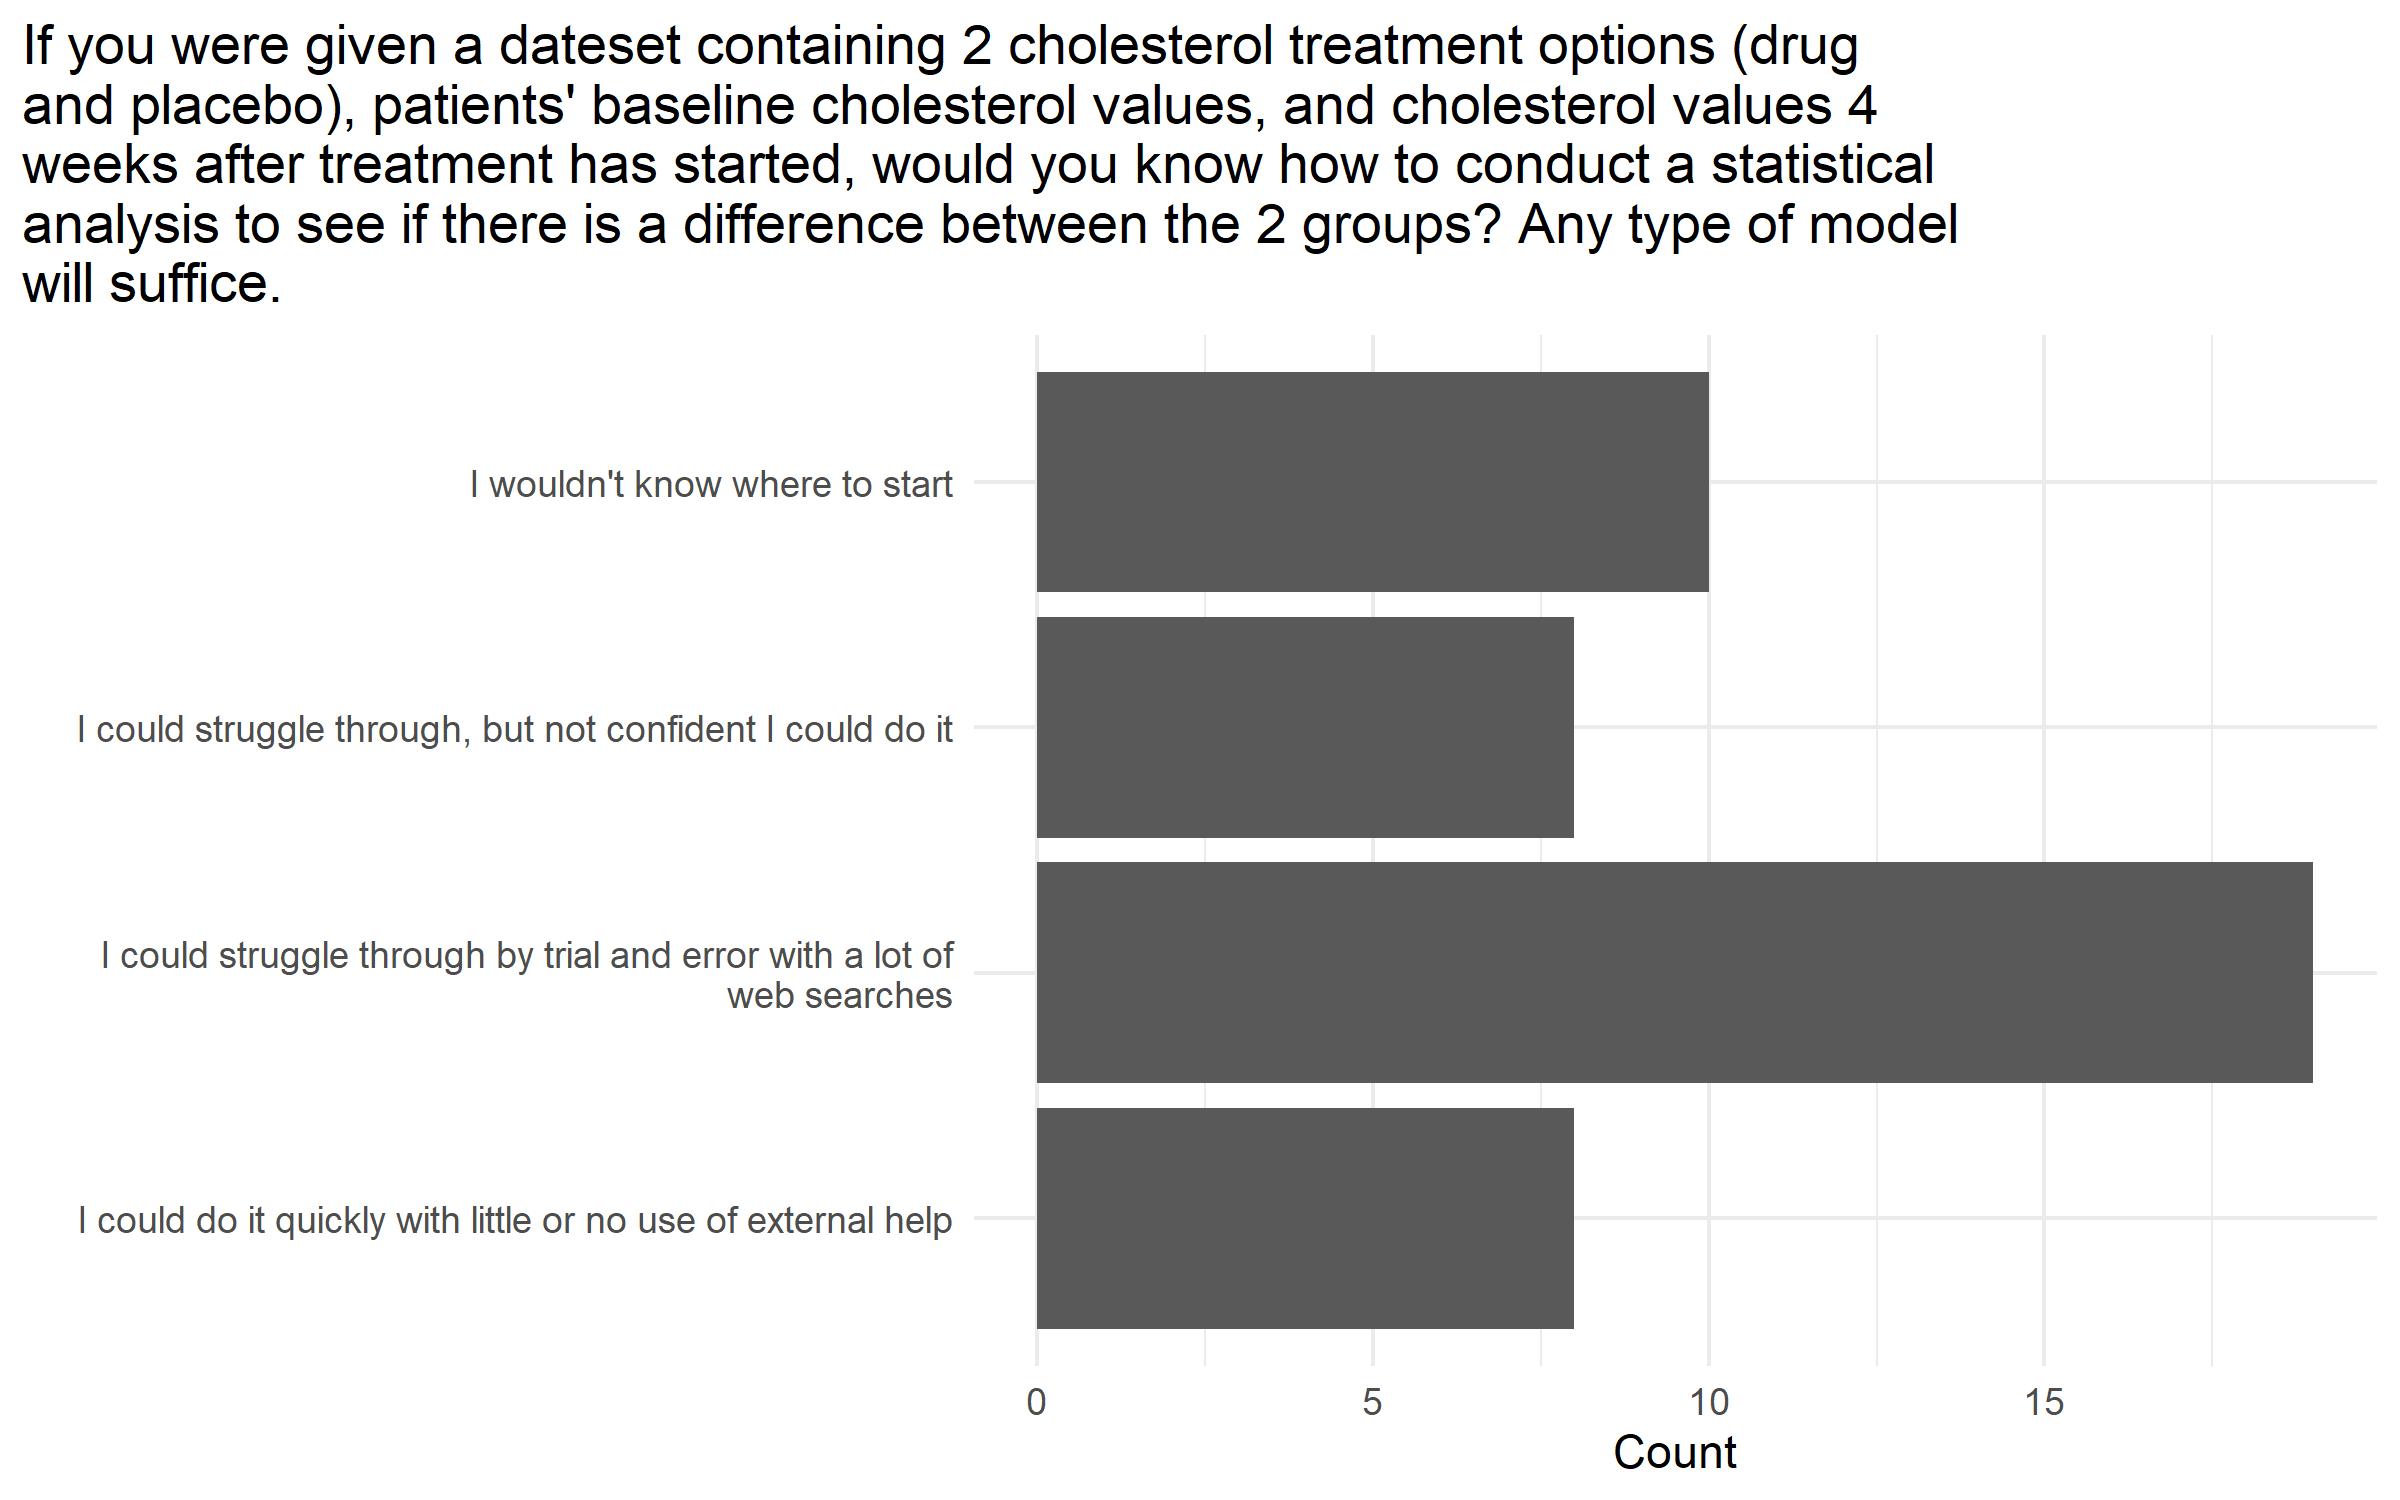 If you were given a dateset containing 2 cholesterol treatment options (drug
and placebo), patients' baseline cholesterol values, and cholesterol values 4
weeks after treatment has started, would you know how to conduct a statistical
analysis to see if there is a difference between the 2 groups? Any type of model
will suffice.
I wouldn't know where to start
I could struggle through, but not confident I could do it
I could struggle through by trial and error with a lot of
web searches
I could do it quickly with little or no use of external help
0 5 10 15
Count